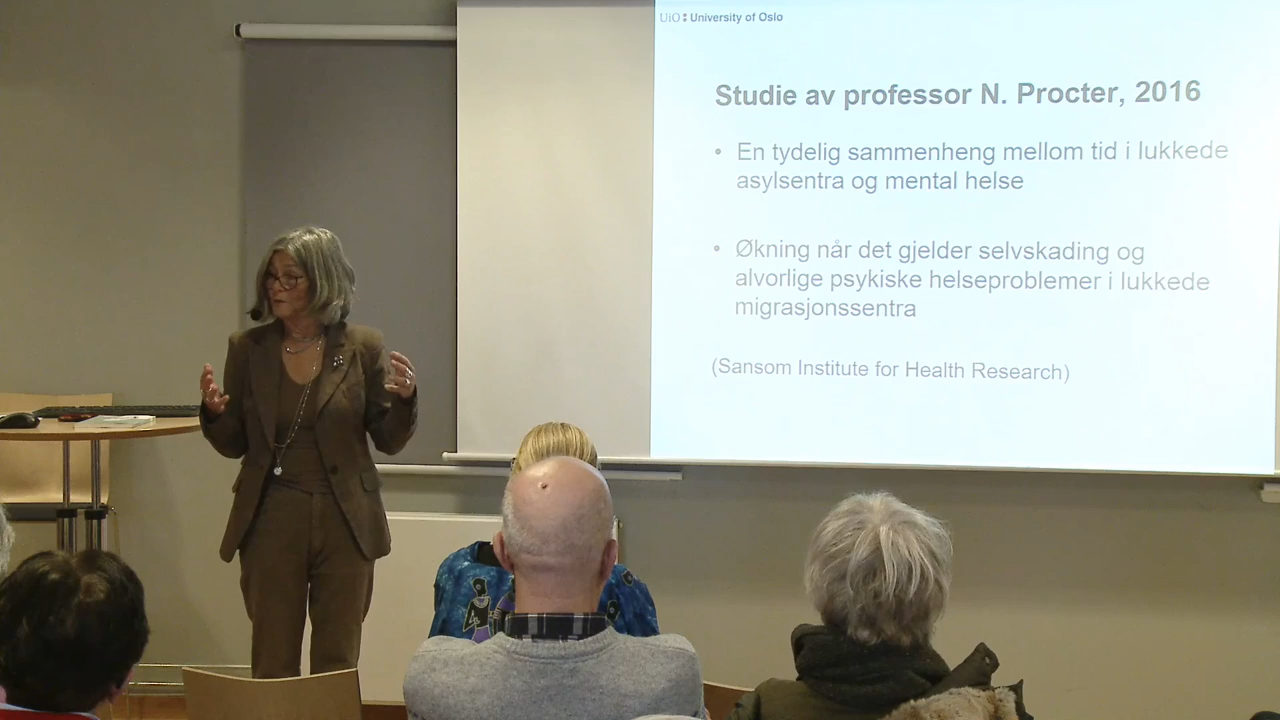 UiO University of Oslo
Studie av professor N. Procter, 2016
• En tydelig sammenheng mellom tid i lukkede
asylsentra og mental helse
• Økning når det gjelder selvskading og
alvorlige psykiske helseproblemer i lukkede
migrasjonssentra
(Sansom Institute for Health Research)